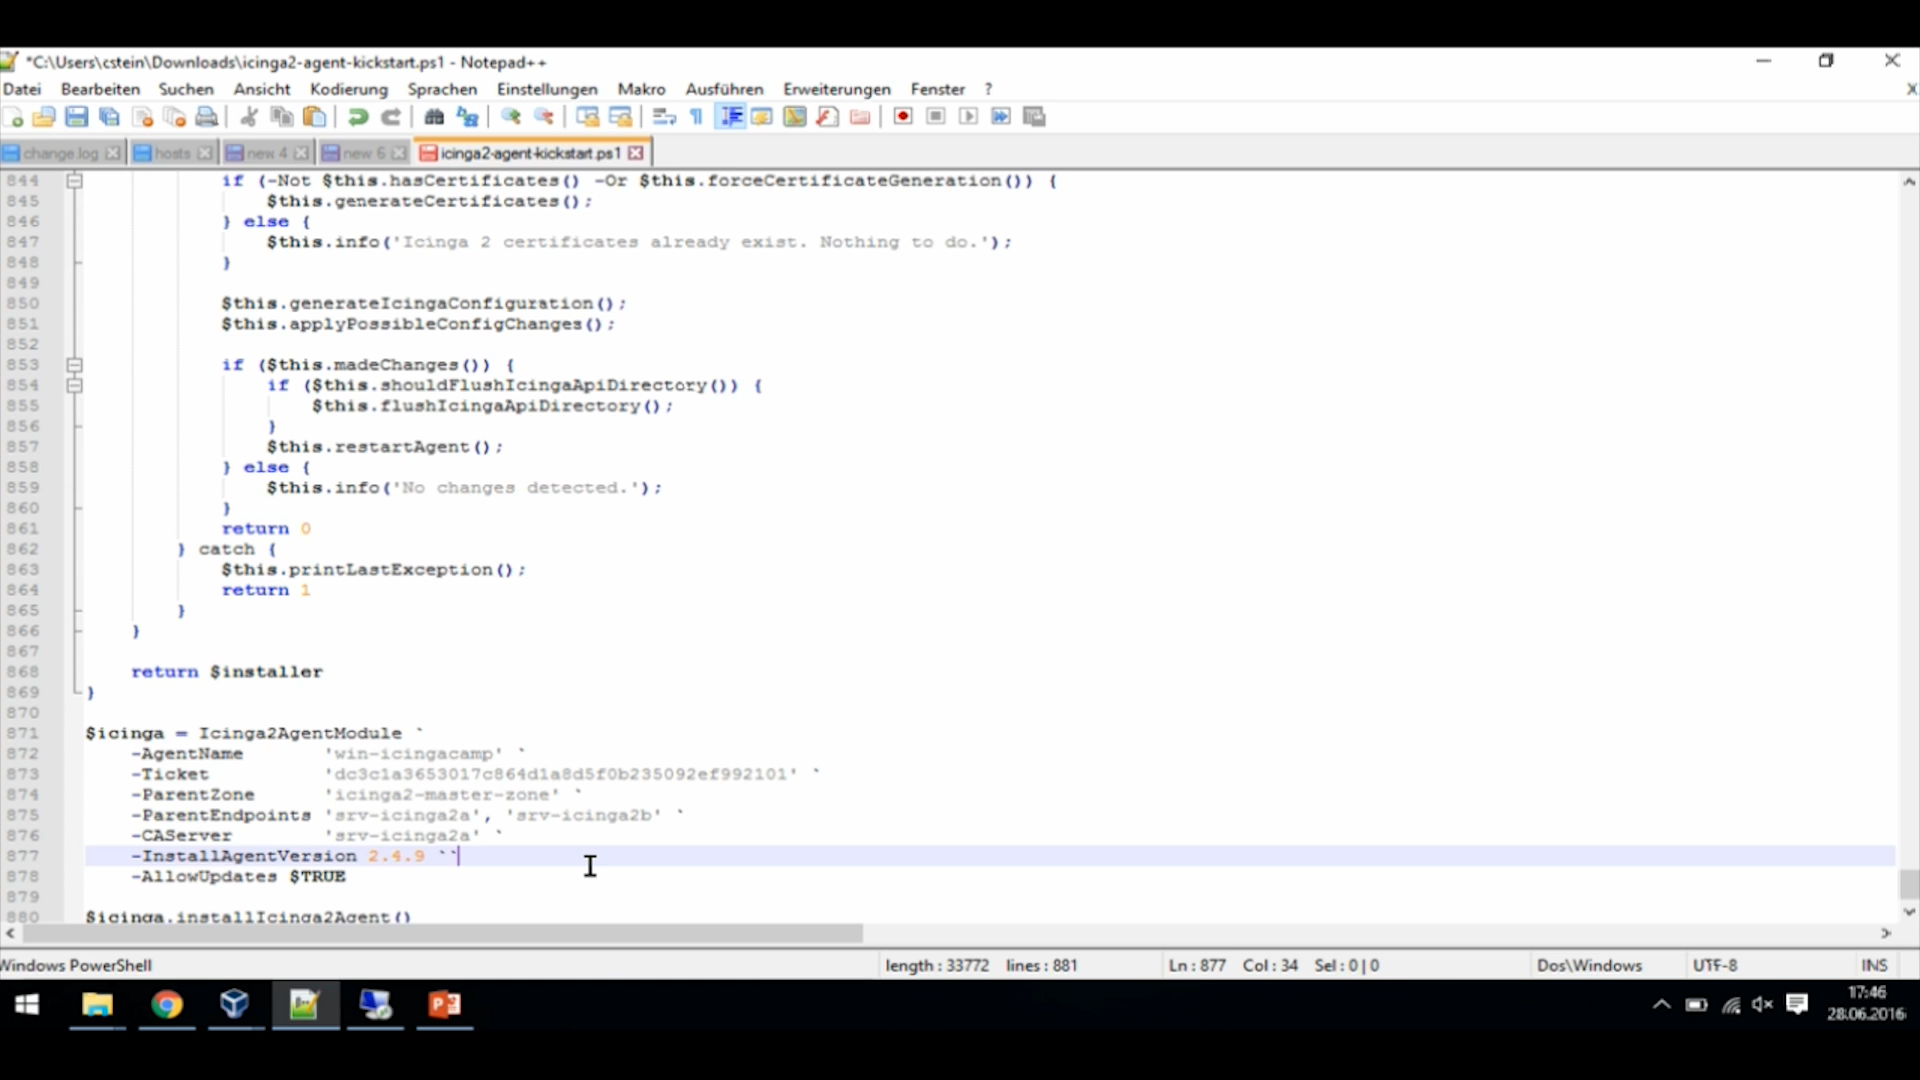 *C:\Users\cstein\Downloads\icinga2-agent-kickstart.ps1 - Notepad++
Datei Bearbeiten Suchen Ansicht Kodierung Sprachen Einstellungen Makro Ausführen Erweiterungen Fenster ? X
change.log hosts new 4 new 6 icinga2-agent-kickstart.ps1
844 if (-Not $this.hasCertificates() -Or $this.forceCertificateGeneration()) {
845 $this.generateCertificates();
846 } else {
847 $this.info('Icinga 2 certificates already exist. Nothing to do.');
848 }
849
850 $this.generateIcingaConfiguration();
851 $this.applyPossibleConfigChanges();
852
853 if ($this.madeChanges()) {
854 if ($this.shouldFlushIcingaApiDirectory()) {
855 $this.flushIcingaApiDirectory();
856 }
857 $this.restartAgent();
858 } else {
859 $this.info('No changes detected.');
860 }
861 return 0
862 } catch {
863 $this.printLastException();
864 return 1
865 }
866 }
867
868 return $installer
869 }
870
871 $icinga = Icinga2AgentModule `
872 -AgentName 'win-icingacamp' `
873 -Ticket 'dc3c1a3653017c864d1a8d5f0b235092ef992101' `
874 -ParentZone 'icinga2-master-zone' `
875 -ParentEndpoints 'srv-icinga2a', 'srv-icinga2b' `
876 -CAServer 'srv-icinga2a' `
877 -InstallAgentVersion 2.4.9 ``
878 -AllowUpdates $TRUE
879
880 $icinga.installIcinga2Agent()
Windows PowerShell length : 33772 lines : 881 Ln : 877 Col : 34 Sel : 0 | 0 Dos\Windows UTF-8 INS
17:46
28.06.2016